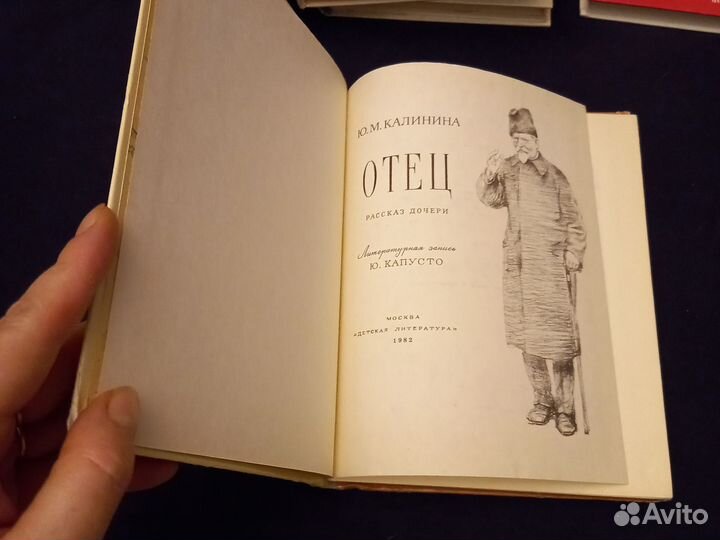 Ю. М. КАЛИНИНА
ОТЕЦ
РАССКАЗ ДОЧЕРИ
Литературная запись
Ю. КАПУСТО
МОСКВА
«ДЕТСКАЯ ЛИТЕРАТУРА»
1982
Avito